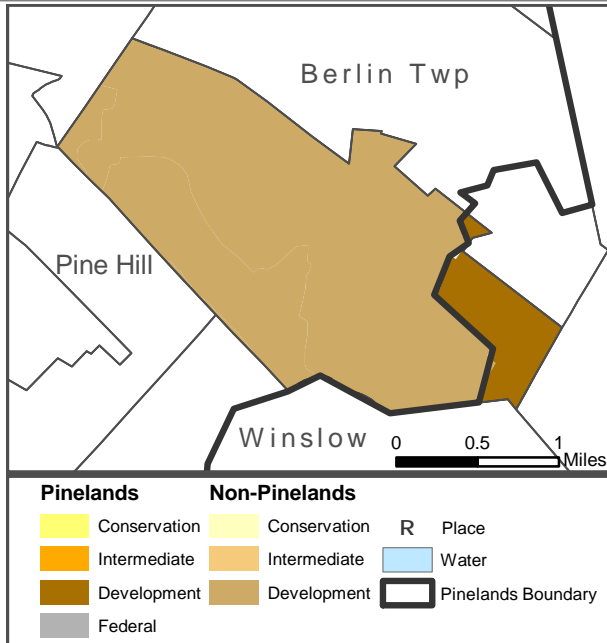 Berlin Twp
Pine Hill
Winslow
0 0.5 1
Miles
Pinelands Non-Pinelands
Conservation Conservation R Place
Intermediate Intermediate Water
Development Development Pinelands Boundary
Federal